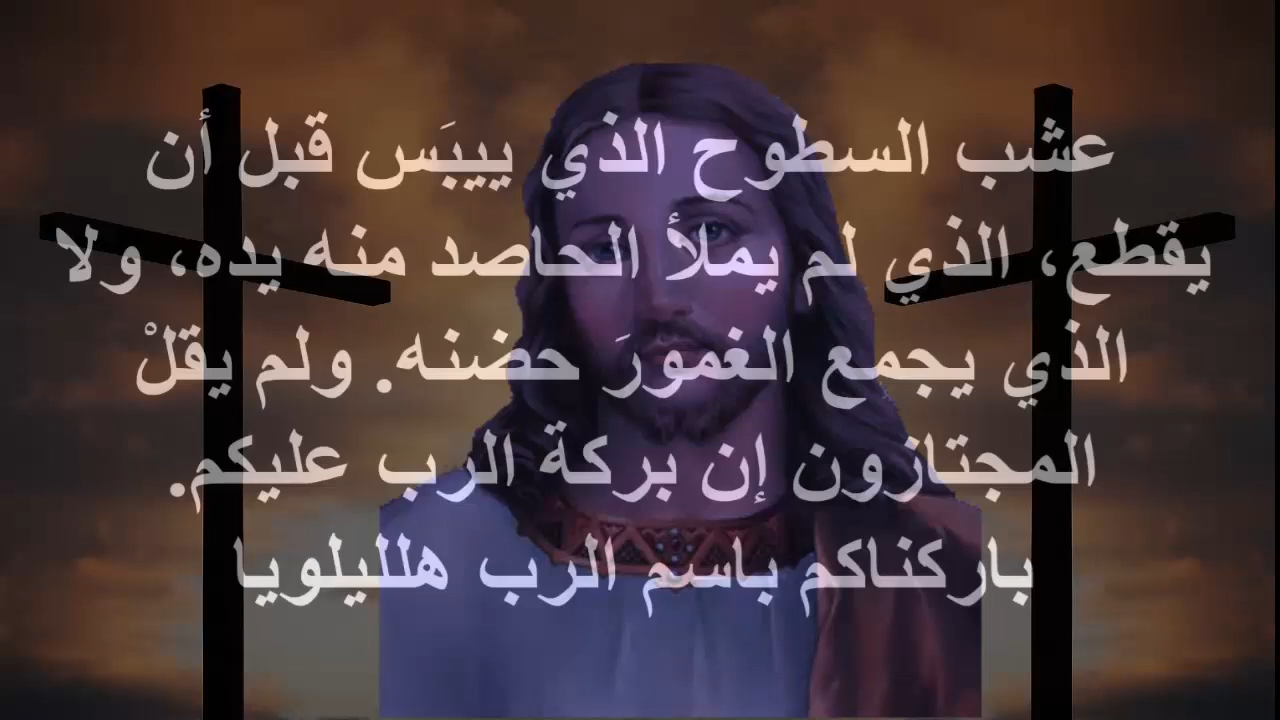 عشب السطوح الذي ييبَس قبل أن
يقطع، الذي لم يملأ الحاصد منه يده، ولا
الذي يجمع الغمورَ حضنه. ولم يقلْ
المجتازون إن بركة الرب عليكم.
باركناكم باسم الرب هلليلويا